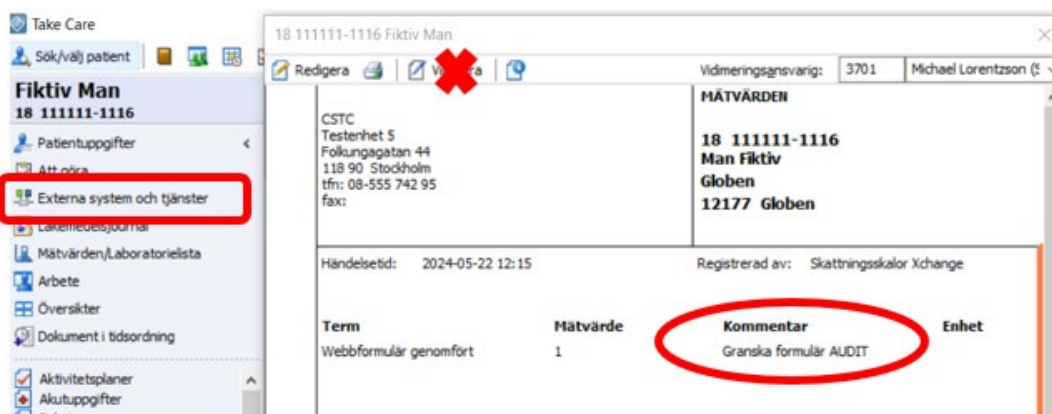 Take Care
Sök/välj patient
Fiktiv Man
18 111111-1116
Patientuppgifter
Att göra
Externa system och tjänster
Läkemedelsjournal
Mätvärden/Laboratorielista
Arbete
Översikter
Dokument i tidsordning
Aktivitetsplaner
Akutuppgifter
18 111111-1116 Fiktiv Man
Redigera
Vidimeringsansvarig: 3701 Michael Lorentzson (S
CSTC
Testenhet 5
Folkungagatan 44
118 90 Stockholm
tfn: 08-555 742 95
fax:
MÄTVÄRDEN
18 111111-1116
Man Fiktiv
Globen
12177 Globen
Händelsetid: 2024-05-22 12:15
Registrerad av: Skattningsskalor Xchange
Term Mätvärde Kommentar Enhet
Webbformulär genomfört 1 Granska formulär AUDIT